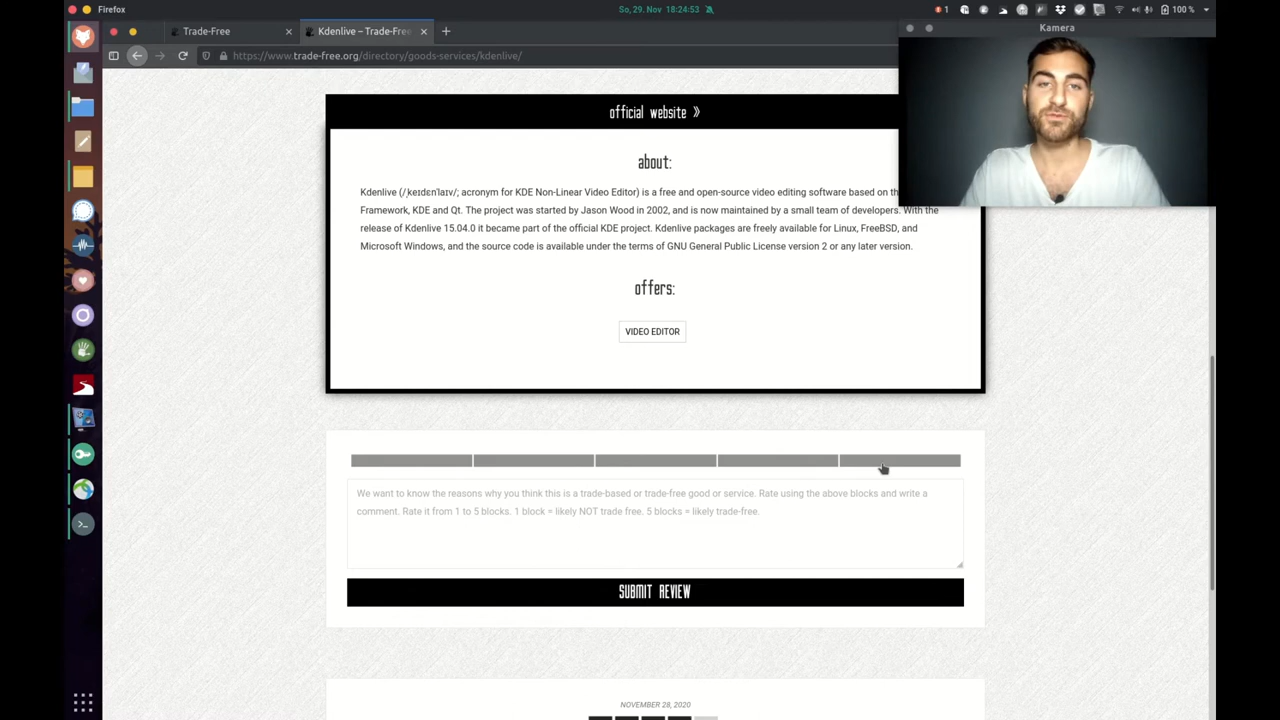 Firefox
So, 29. Nov 18:24:53
1
100 %
Trade-Free
Kdenlive – Trade-Fre
https://www.trade-free.org/directory/goods-services/kdenlive/
Kamera
official website »
about:
Kdenlive (/ˌkeɪdɛnˈlaɪv/; acronym for KDE Non-Linear Video Editor) is a free and open-source video editing software based on th
Framework, KDE and Qt. The project was started by Jason Wood in 2002, and is now maintained by a small team of developers. With the
release of Kdenlive 15.04.0 it became part of the official KDE project. Kdenlive packages are freely available for Linux, FreeBSD, and
Microsoft Windows, and the source code is available under the terms of GNU General Public License version 2 or any later version.
offers:
VIDEO EDITOR
We want to know the reasons why you think this is a trade-based or trade-free good or service. Rate using the above blocks and write a
comment. Rate it from 1 to 5 blocks. 1 block = likely NOT trade free. 5 blocks = likely trade-free.
SUBMIT REVIEW
NOVEMBER 28, 2020